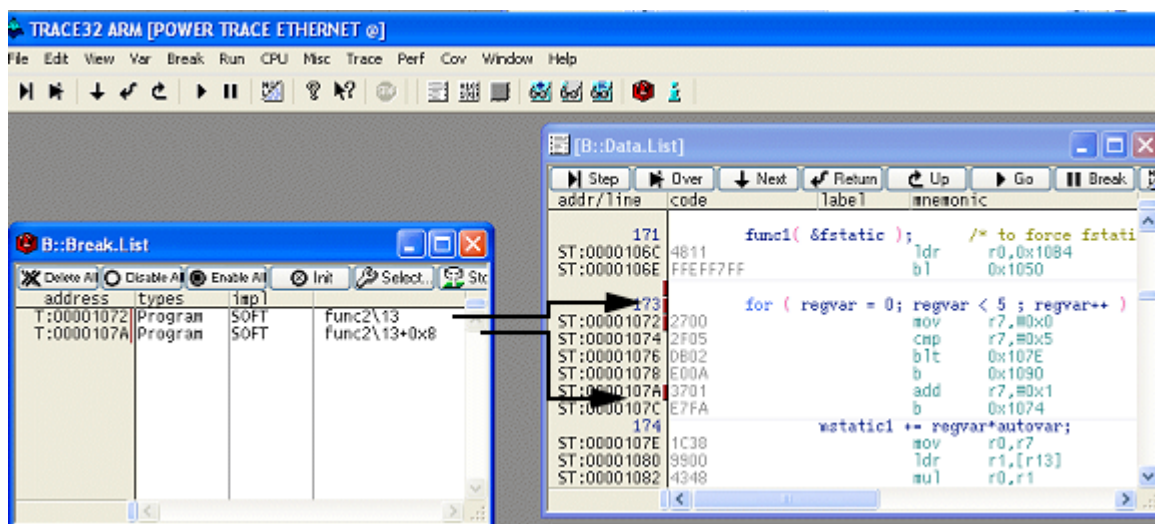 TRACE32 ARM [POWER TRACE ETHERNET @]
File Edit View Var Break Run CPU Misc Trace Perf Cov Window Help
[B::Data.List]
Step Over Next Return Up Go Break
addr/line code label mnemonic
171 func1( &fstatic ); /* to force fstati
ST:0000106C 4811 ldr r0,0x1084
ST:0000106E FFEFF7FF bl 0x1050
173 for ( regvar = 0; regvar < 5 ; regvar++ )
ST:00001072 2700 mov r7,#0x0
ST:00001074 2F05 cmp r7,#0x5
ST:00001076 DB02 blt 0x107E
ST:00001078 E00A b 0x1090
ST:0000107A 3701 add r7,#0x1
ST:0000107C E7FA b 0x1074
174 mstatic1 += regvar*autovar;
ST:0000107E 1C38 mov r0,r7
ST:00001080 9900 ldr r1,[r13]
ST:00001082 4348 mul r0,r1
B::Break.List
Delete All Disable All Enable All Init Select... Sto
address types impl
T:00001072 Program SOFT func2\13
T:0000107A Program SOFT func2\13+0x8